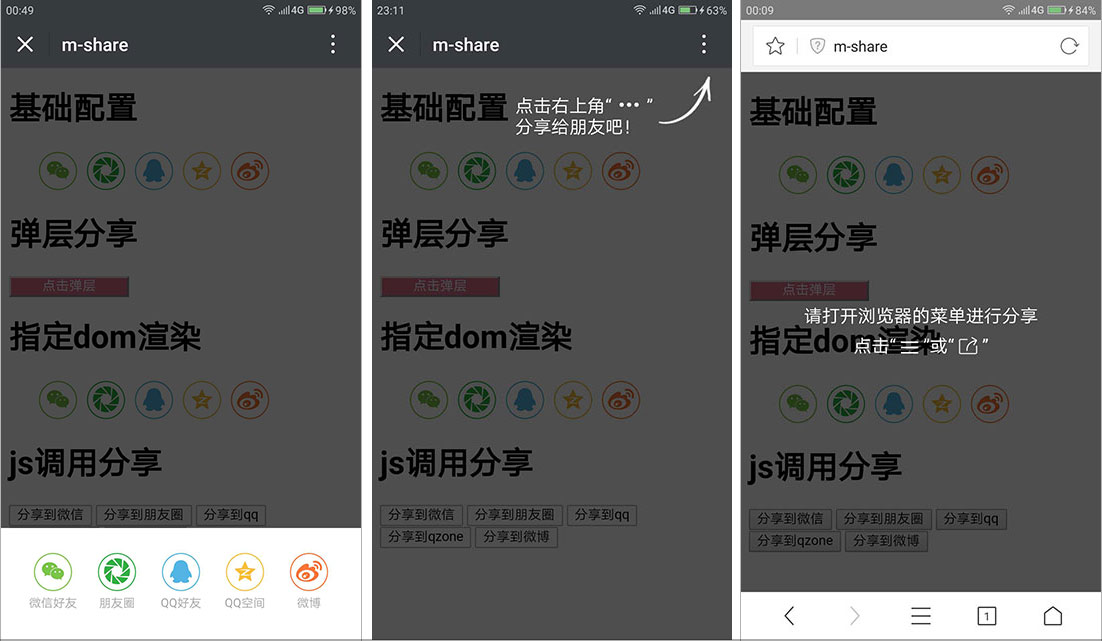 00:49
4G
98%
m-share
基础配置
弹层分享
点击弹层
指定dom渲染
js调用分享
分享到微信 分享到朋友圈 分享到qq
微信好友 朋友圈 QQ好友 QQ空间 微博
23:11
4G
63%
m-share
点击右上角“ ••• ”
分享给朋友吧!
基础配置
弹层分享
点击弹层
指定dom渲染
js调用分享
分享到微信 分享到朋友圈 分享到qq
分享到qzone 分享到微博
00:09
4G
84%
m-share
基础配置
弹层分享
点击弹层
请打开浏览器的菜单进行分享
指定dom渲染
点击“ ”或“ ”
js调用分享
分享到微信 分享到朋友圈 分享到qq
分享到qzone 分享到微博
1